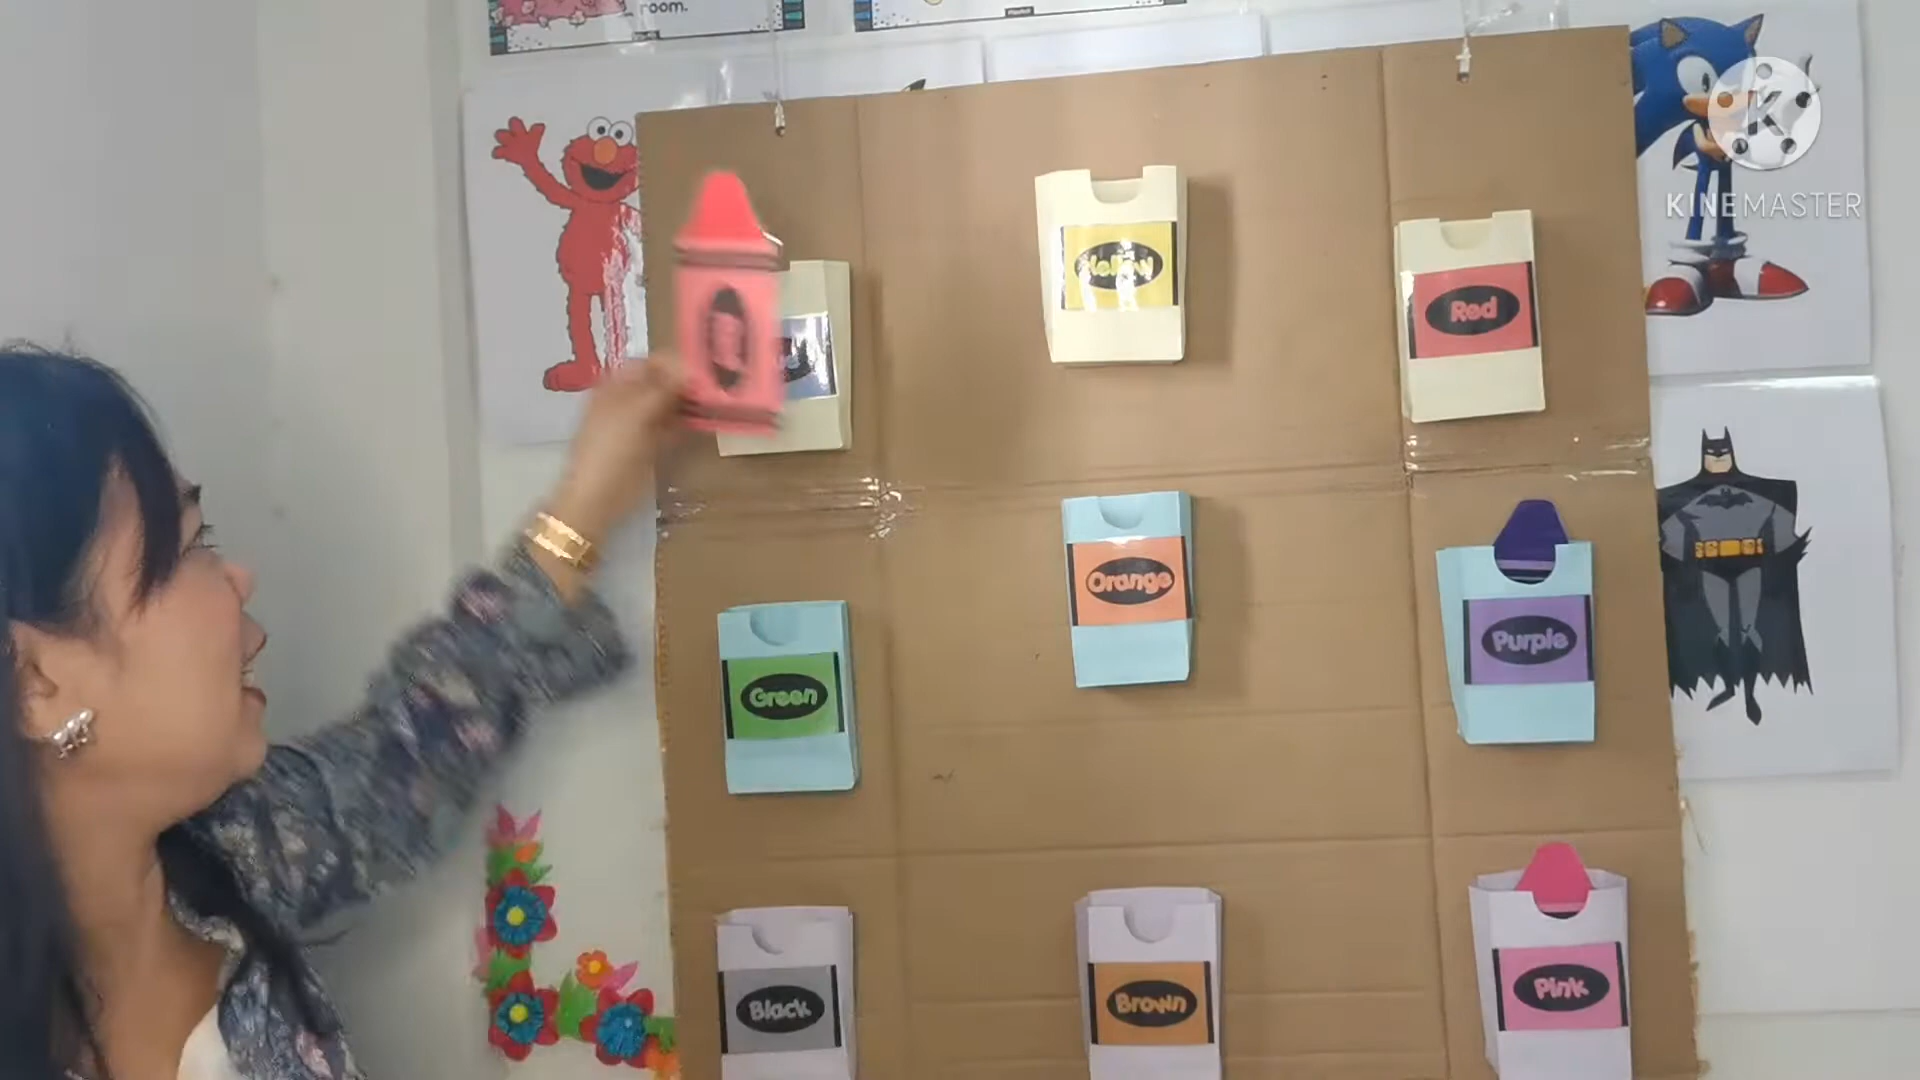 room.
K
KINEMASTER
Yellow
Red
Orange
Purple
Green
Black
Brown
Pink